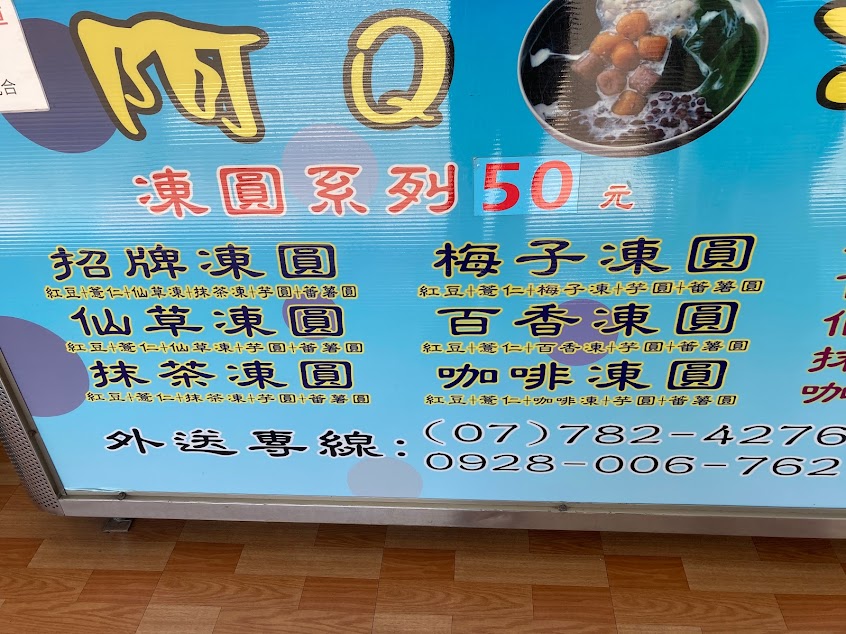 合
阿Q
凍圓系列50元
招牌凍圓
紅豆+薏仁+仙草凍+抹茶凍+芋圓+蕃薯圓
梅子凍圓
紅豆+薏仁+梅子凍+芋圓+蕃薯圓
仙草凍圓
紅豆+薏仁+仙草凍+芋圓+蕃薯圓
百香凍圓
紅豆+薏仁+百香凍+芋圓+蕃薯圓
抹茶凍圓
紅豆+薏仁+抹茶凍+芋圓+蕃薯圓
咖啡凍圓
紅豆+薏仁+咖啡凍+芋圓+蕃薯圓
仙
抹
咖
外送專線:(07)782-4276
0928-006-762